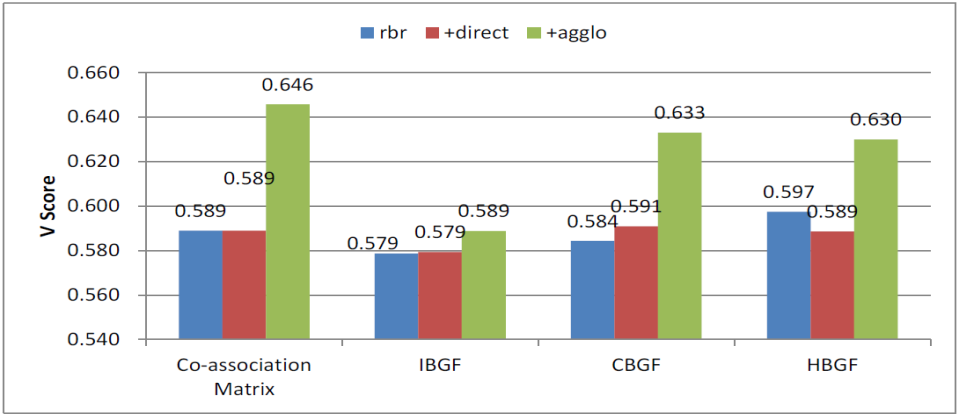 rbr +direct +agglo
0.660
0.640
0.620
0.600
0.580
0.560
0.540
V Score
0.589 0.589 0.646
0.579 0.579 0.589
0.584 0.591 0.633
0.597 0.589 0.630
Co-association
Matrix
IBGF
CBGF
HBGF